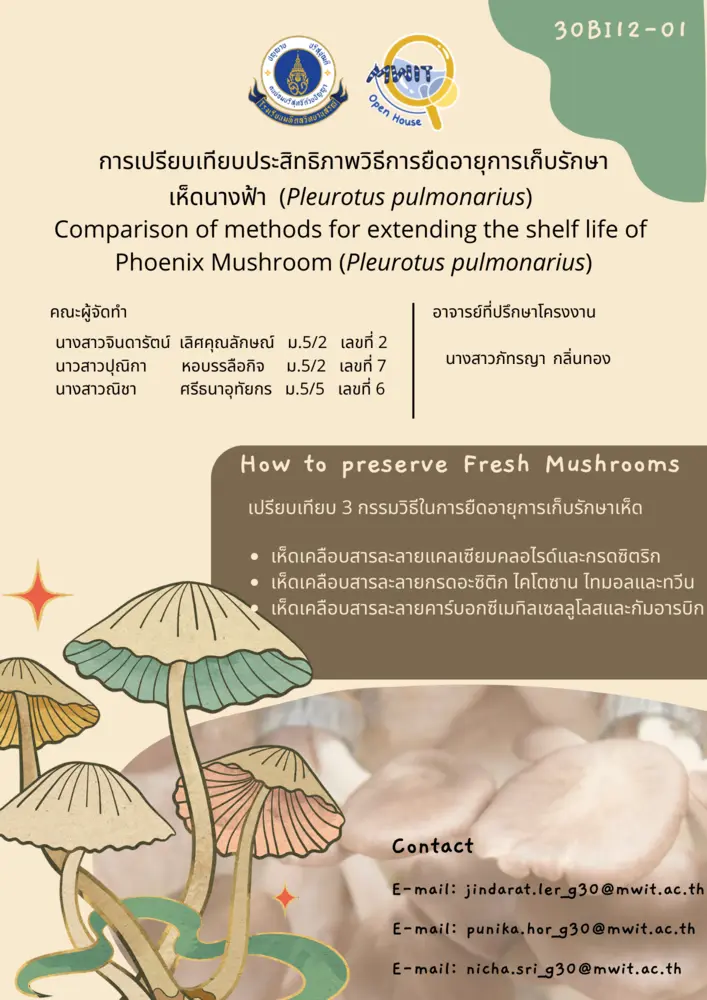 30BI12-01
MWIT
Open House
การเปรียบเทียบประสิทธิภาพวิธีการยืดอายุการเก็บรักษา
เห็ดนางฟ้า (Pleurotus pulmonarius)
Comparison of methods for extending the shelf life of
Phoenix Mushroom (Pleurotus pulmonarius)
คณะผู้จัดทำ
นางสาวจินดารัตน์ เลิศคุณลักษณ์ ม.5/2 เลขที่ 2
นาวสาวปุณิกา หอบรรลือกิจ ม.5/2 เลขที่ 7
นางสาวณิชา ศรีธนาอุทัยกร ม.5/5 เลขที่ 6
อาจารย์ที่ปรึกษาโครงงาน
นางสาวภัทรญา กลิ่นทอง
How to preserve Fresh Mushrooms
เปรียบเทียบ 3 กรรมวิธีในการยืดอายุการเก็บรักษาเห็ด
• เห็ดเคลือบสารละลายแคลเซียมคลอไรด์และกรดซิตริก
• เห็ดเคลือบสารละลายกรดอะซิติก ไคโตซาน ไทมอลและทวีน
• เห็ดเคลือบสารละลายคาร์บอกซีเมทิลเซลลูโลสและกัมอารบิก
Contact
E-mail: jindarat.ler_g30@mwit.ac.th
E-mail: punika.hor_g30@mwit.ac.th
E-mail: nicha.sri_g30@mwit.ac.th